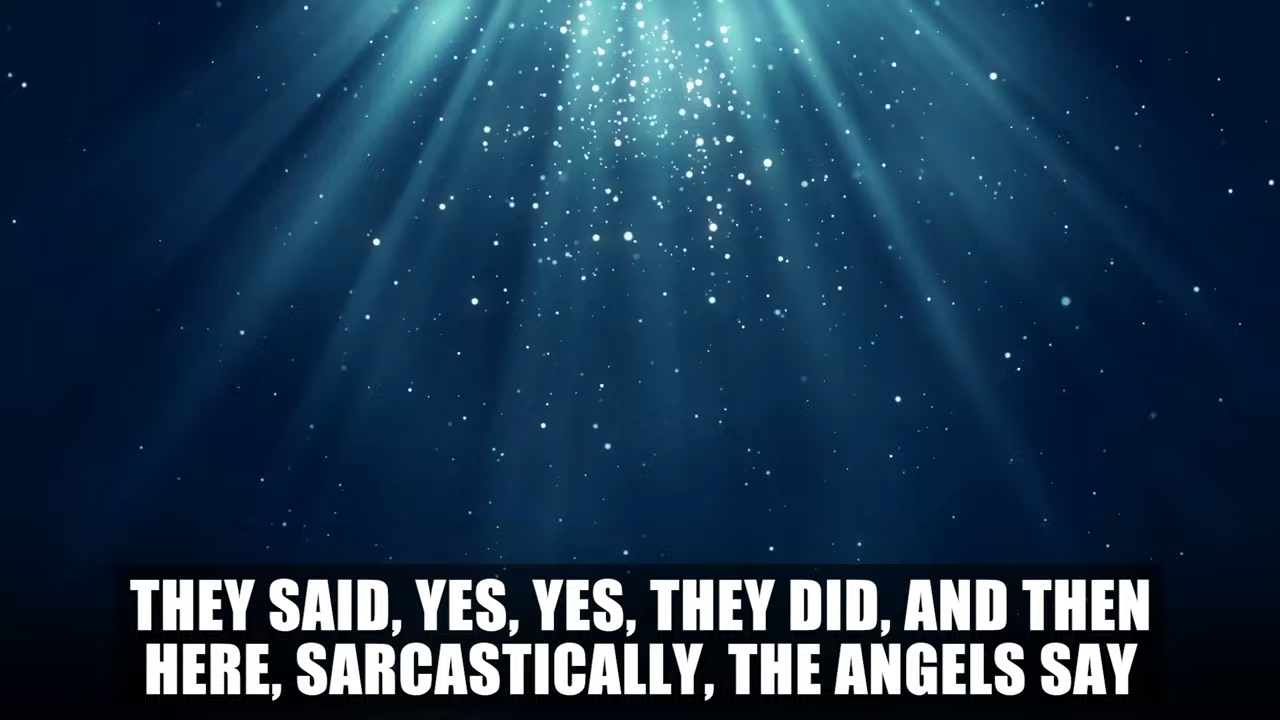 THEY SAID, YES, YES, THEY DID, AND THEN
HERE, SARCASTICALLY, THE ANGELS SAY